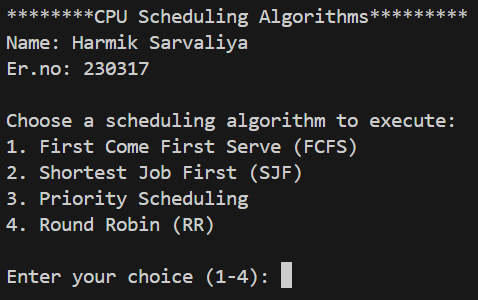 ********CPU Scheduling Algorithms*********
Name: Harmik Sarvaliya
Er.no: 230317
Choose a scheduling algorithm to execute:
1. First Come First Serve (FCFS)
2. Shortest Job First (SJF)
3. Priority Scheduling
4. Round Robin (RR)
Enter your choice (1-4):